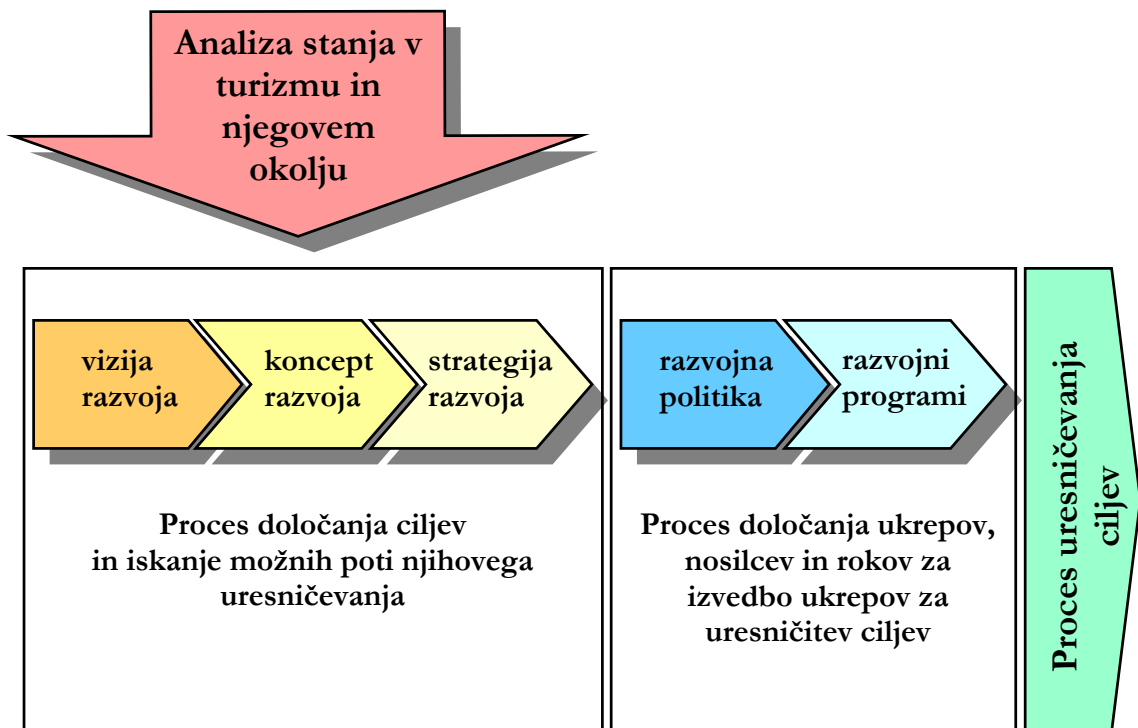 Analiza stanja v
turizmu in
njegovem
okolju
vizija
razvoja
koncept
razvoja
strategija
razvoja
razvojna
politika
razvojni
programi
Proces določanja ciljev
in iskanje možnih poti njihovega
uresničevanja
Proces določanja ukrepov,
nosilcev in rokov za
izvedbo ukrepov za
uresničitev ciljev
Proces uresničevanja
ciljev